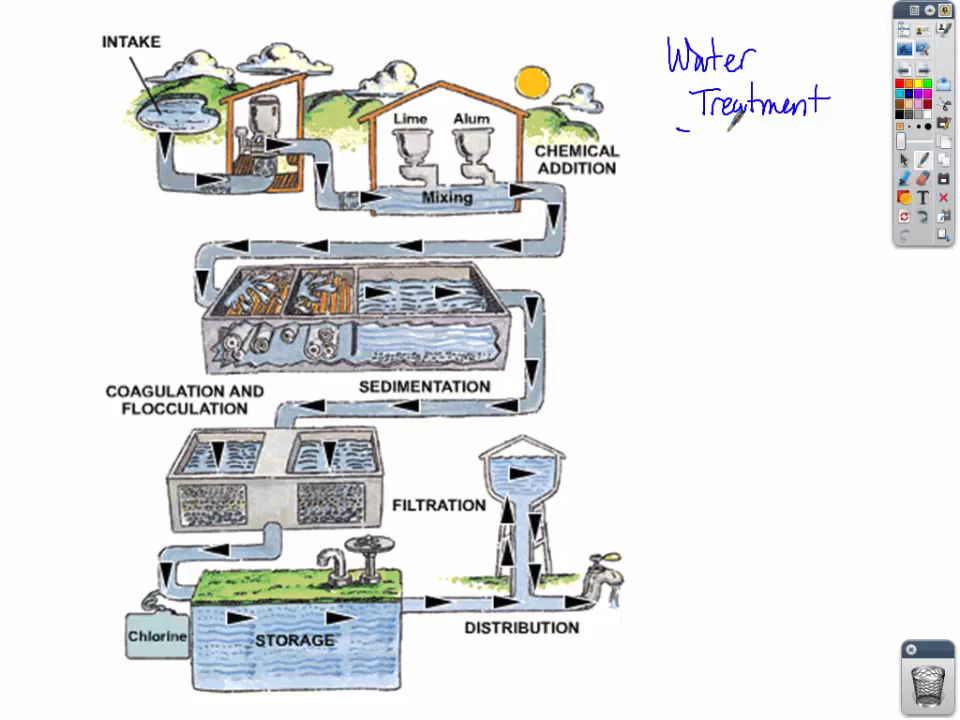 INTAKE
Water
Treatment
Lime Alum
CHEMICAL
ADDITION
Mixing
COAGULATION AND
FLOCCULATION
SEDIMENTATION
FILTRATION
Chlorine
STORAGE
DISTRIBUTION
T